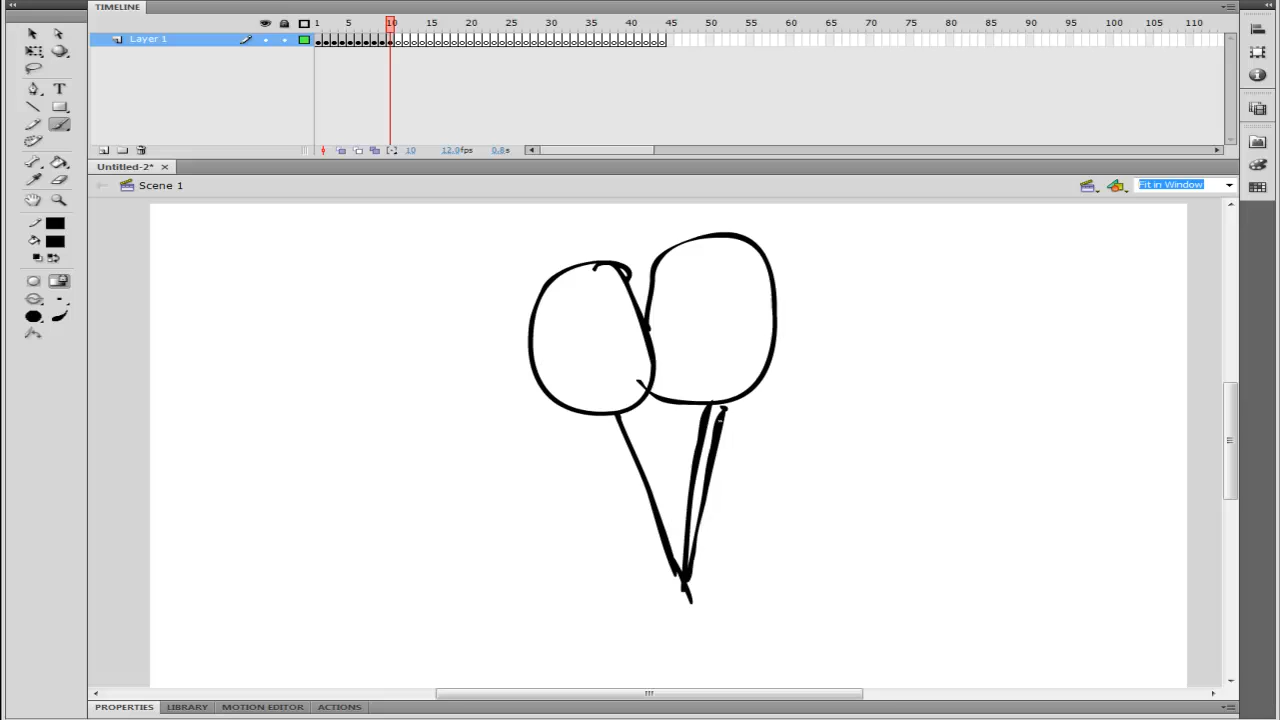 TIMELINE
1 5 10 15 20 25 30 35 40 45 50 55 60 65 70 75 80 85 90 95 100 105 110
Layer 1
10 12.0fps 0.8s
Untitled-2*
Scene 1
Fit in Window
T
PROPERTIES LIBRARY MOTION EDITOR ACTIONS